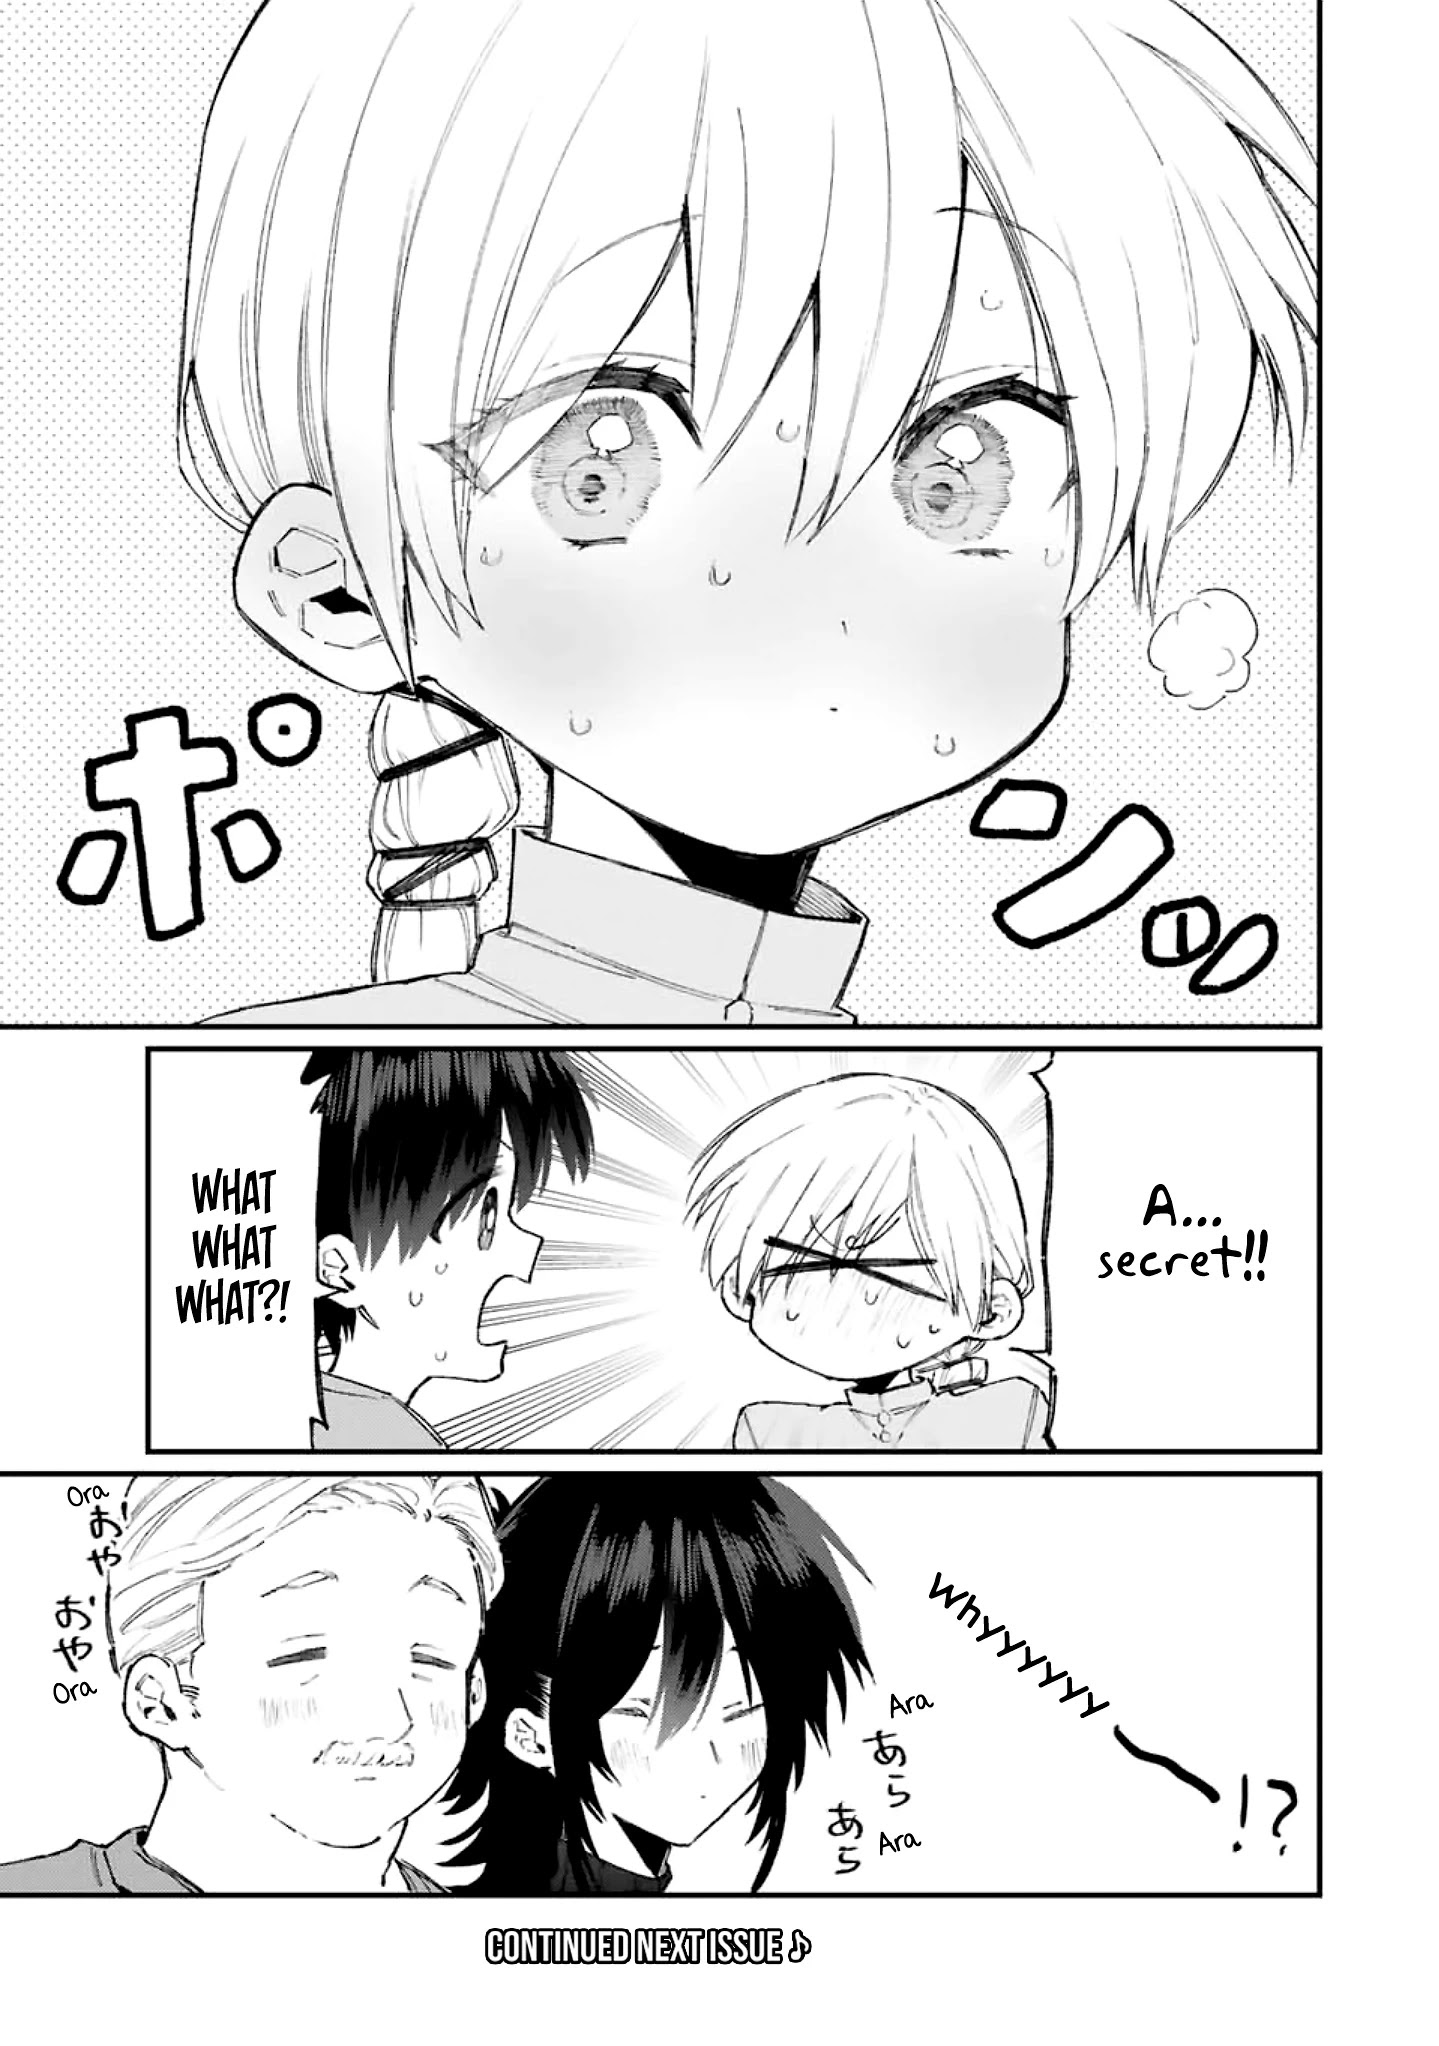 ポンッ
A...
secret!!
WHAT
WHAT
WHAT?!
Whyyyyyy
!?
Ara
あら
あら
Ara
Ora
おや
おや
Ora
CONTINUED NEXT ISSUE♪